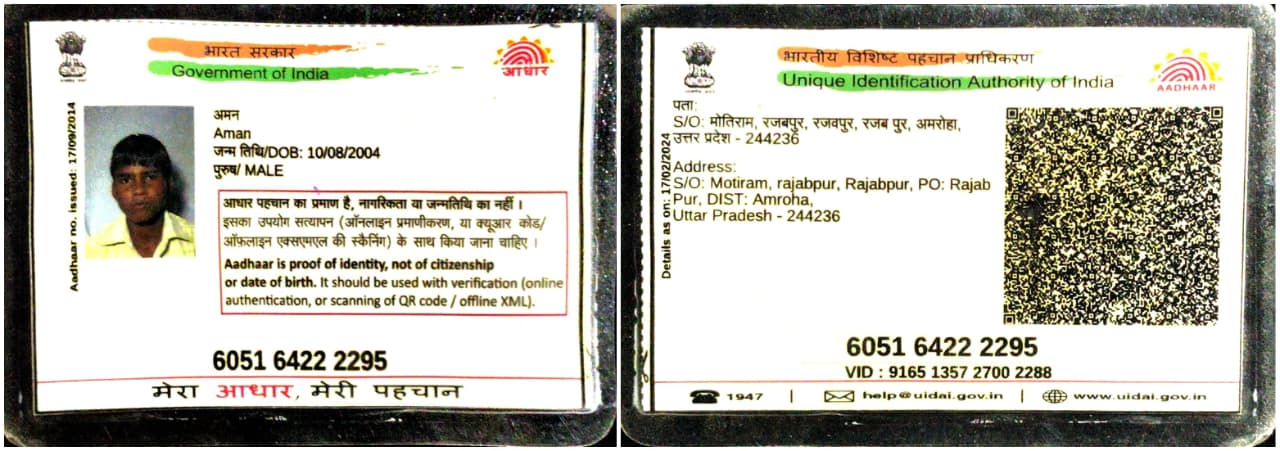 भारत सरकार
Government of India
आधार
Aadhaar no. issued: 17/09/2014
अमन
Aman
जन्म तिथि/DOB: 10/08/2004
पुरुष/ MALE
आधार पहचान का प्रमाण है, नागरिकता या जन्मतिथि का नहीं ।
इसका उपयोग सत्यापन (ऑनलाइन प्रमाणीकरण, या क्यूआर कोड/
ऑफ़लाइन एक्सएमएल की स्कैनिंग) के साथ किया जाना चाहिए ।
Aadhaar is proof of identity, not of citizenship
or date of birth. It should be used with verification (online
authentication, or scanning of QR code / offline XML).
6051 6422 2295
मेरा आधार, मेरी पहचान
भारतीय विशिष्ट पहचान प्राधिकरण
Unique Identification Authority of India
AADHAAR
Details as on: 17/02/2024
पता:
S/O: मोतिराम, रजबपुर, रजवपुर, रजब पुर, अमरोहा,
उत्तर प्रदेश - 244236
Address:
S/O: Motiram, rajabpur, Rajabpur, PO: Rajab
Pur, DIST: Amroha,
Uttar Pradesh - 244236
6051 6422 2295
VID : 9165 1357 2700 2288
1947 | help@uidai.gov.in | www.uidai.gov.in